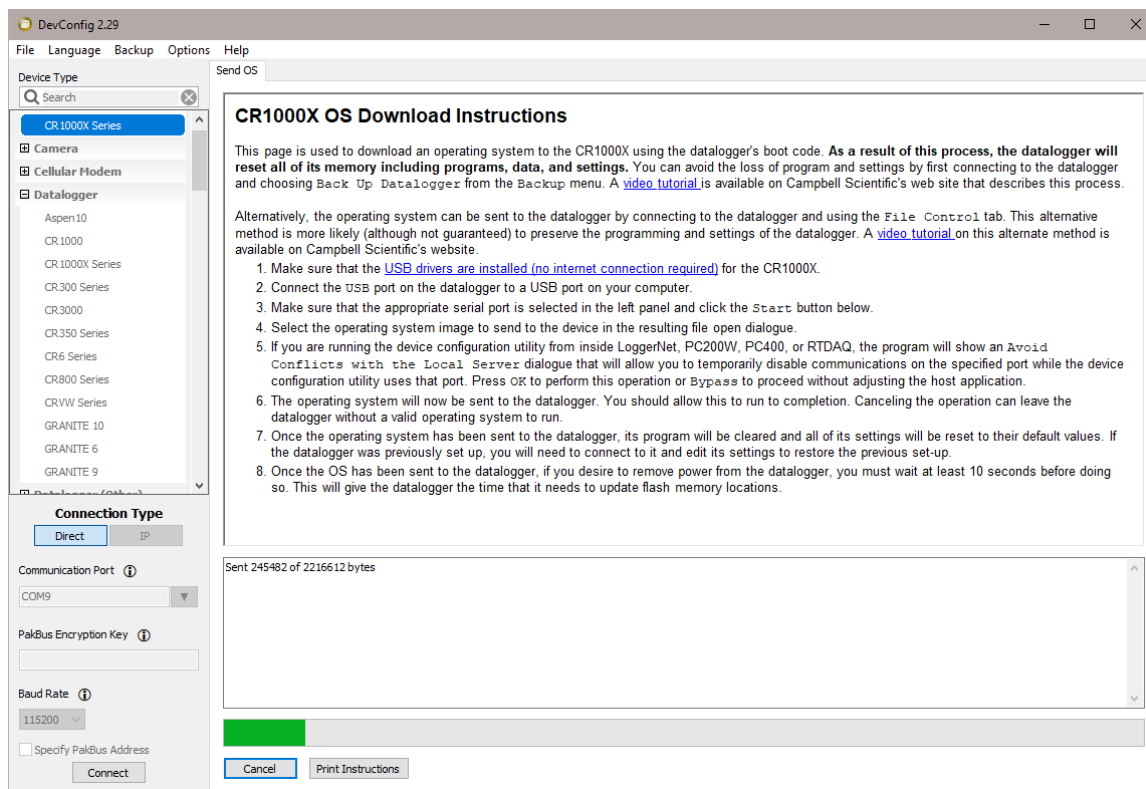 DevConfig 2.29
File Language Backup Options Help
Device Type
Search
CR1000X Series
Camera
Cellular Modem
Datalogger
Aspen10
CR1000
CR1000X Series
CR300 Series
CR3000
CR350 Series
CR6 Series
CR800 Series
CRVW Series
GRANITE 10
GRANITE 6
GRANITE 9
Datalogger (Other)
Connection Type
Direct IP
Communication Port
COM9
PakBus Encryption Key
Baud Rate
115200
Specify PakBus Address
Connect
Send OS
CR1000X OS Download Instructions
This page is used to download an operating system to the CR1000X using the datalogger's boot code. As a result of this process, the datalogger will
reset all of its memory including programs, data, and settings. You can avoid the loss of program and settings by first connecting to the datalogger
and choosing Back Up Datalogger from the Backup menu. A video tutorial is available on Campbell Scientific's web site that describes this process.
Alternatively, the operating system can be sent to the datalogger by connecting to the datalogger and using the File Control tab. This alternative
method is more likely (although not guaranteed) to preserve the programming and settings of the datalogger. A video tutorial on this alternate method is
available on Campbell Scientific's website.
1. Make sure that the USB drivers are installed (no internet connection required) for the CR1000X.
2. Connect the USB port on the datalogger to a USB port on your computer.
3. Make sure that the appropriate serial port is selected in the left panel and click the Start button below.
4. Select the operating system image to send to the device in the resulting file open dialogue.
5. If you are running the device configuration utility from inside LoggerNet, PC200W, PC400, or RTDAQ, the program will show an Avoid
Conflicts with the Local Server dialogue that will allow you to temporarily disable communications on the specified port while the device
configuration utility uses that port. Press OK to perform this operation or Bypass to proceed without adjusting the host application.
6. The operating system will now be sent to the datalogger. You should allow this to run to completion. Canceling the operation can leave the
datalogger without a valid operating system to run.
7. Once the operating system has been sent to the datalogger, its program will be cleared and all of its settings will be reset to their default values. If
the datalogger was previously set up, you will need to connect to it and edit its settings to restore the previous set-up.
8. Once the OS has been sent to the datalogger, if you desire to remove power from the datalogger, you must wait at least 10 seconds before doing
so. This will give the datalogger the time that it needs to update flash memory locations.
Sent 245482 of 2216612 bytes
Cancel Print Instructions